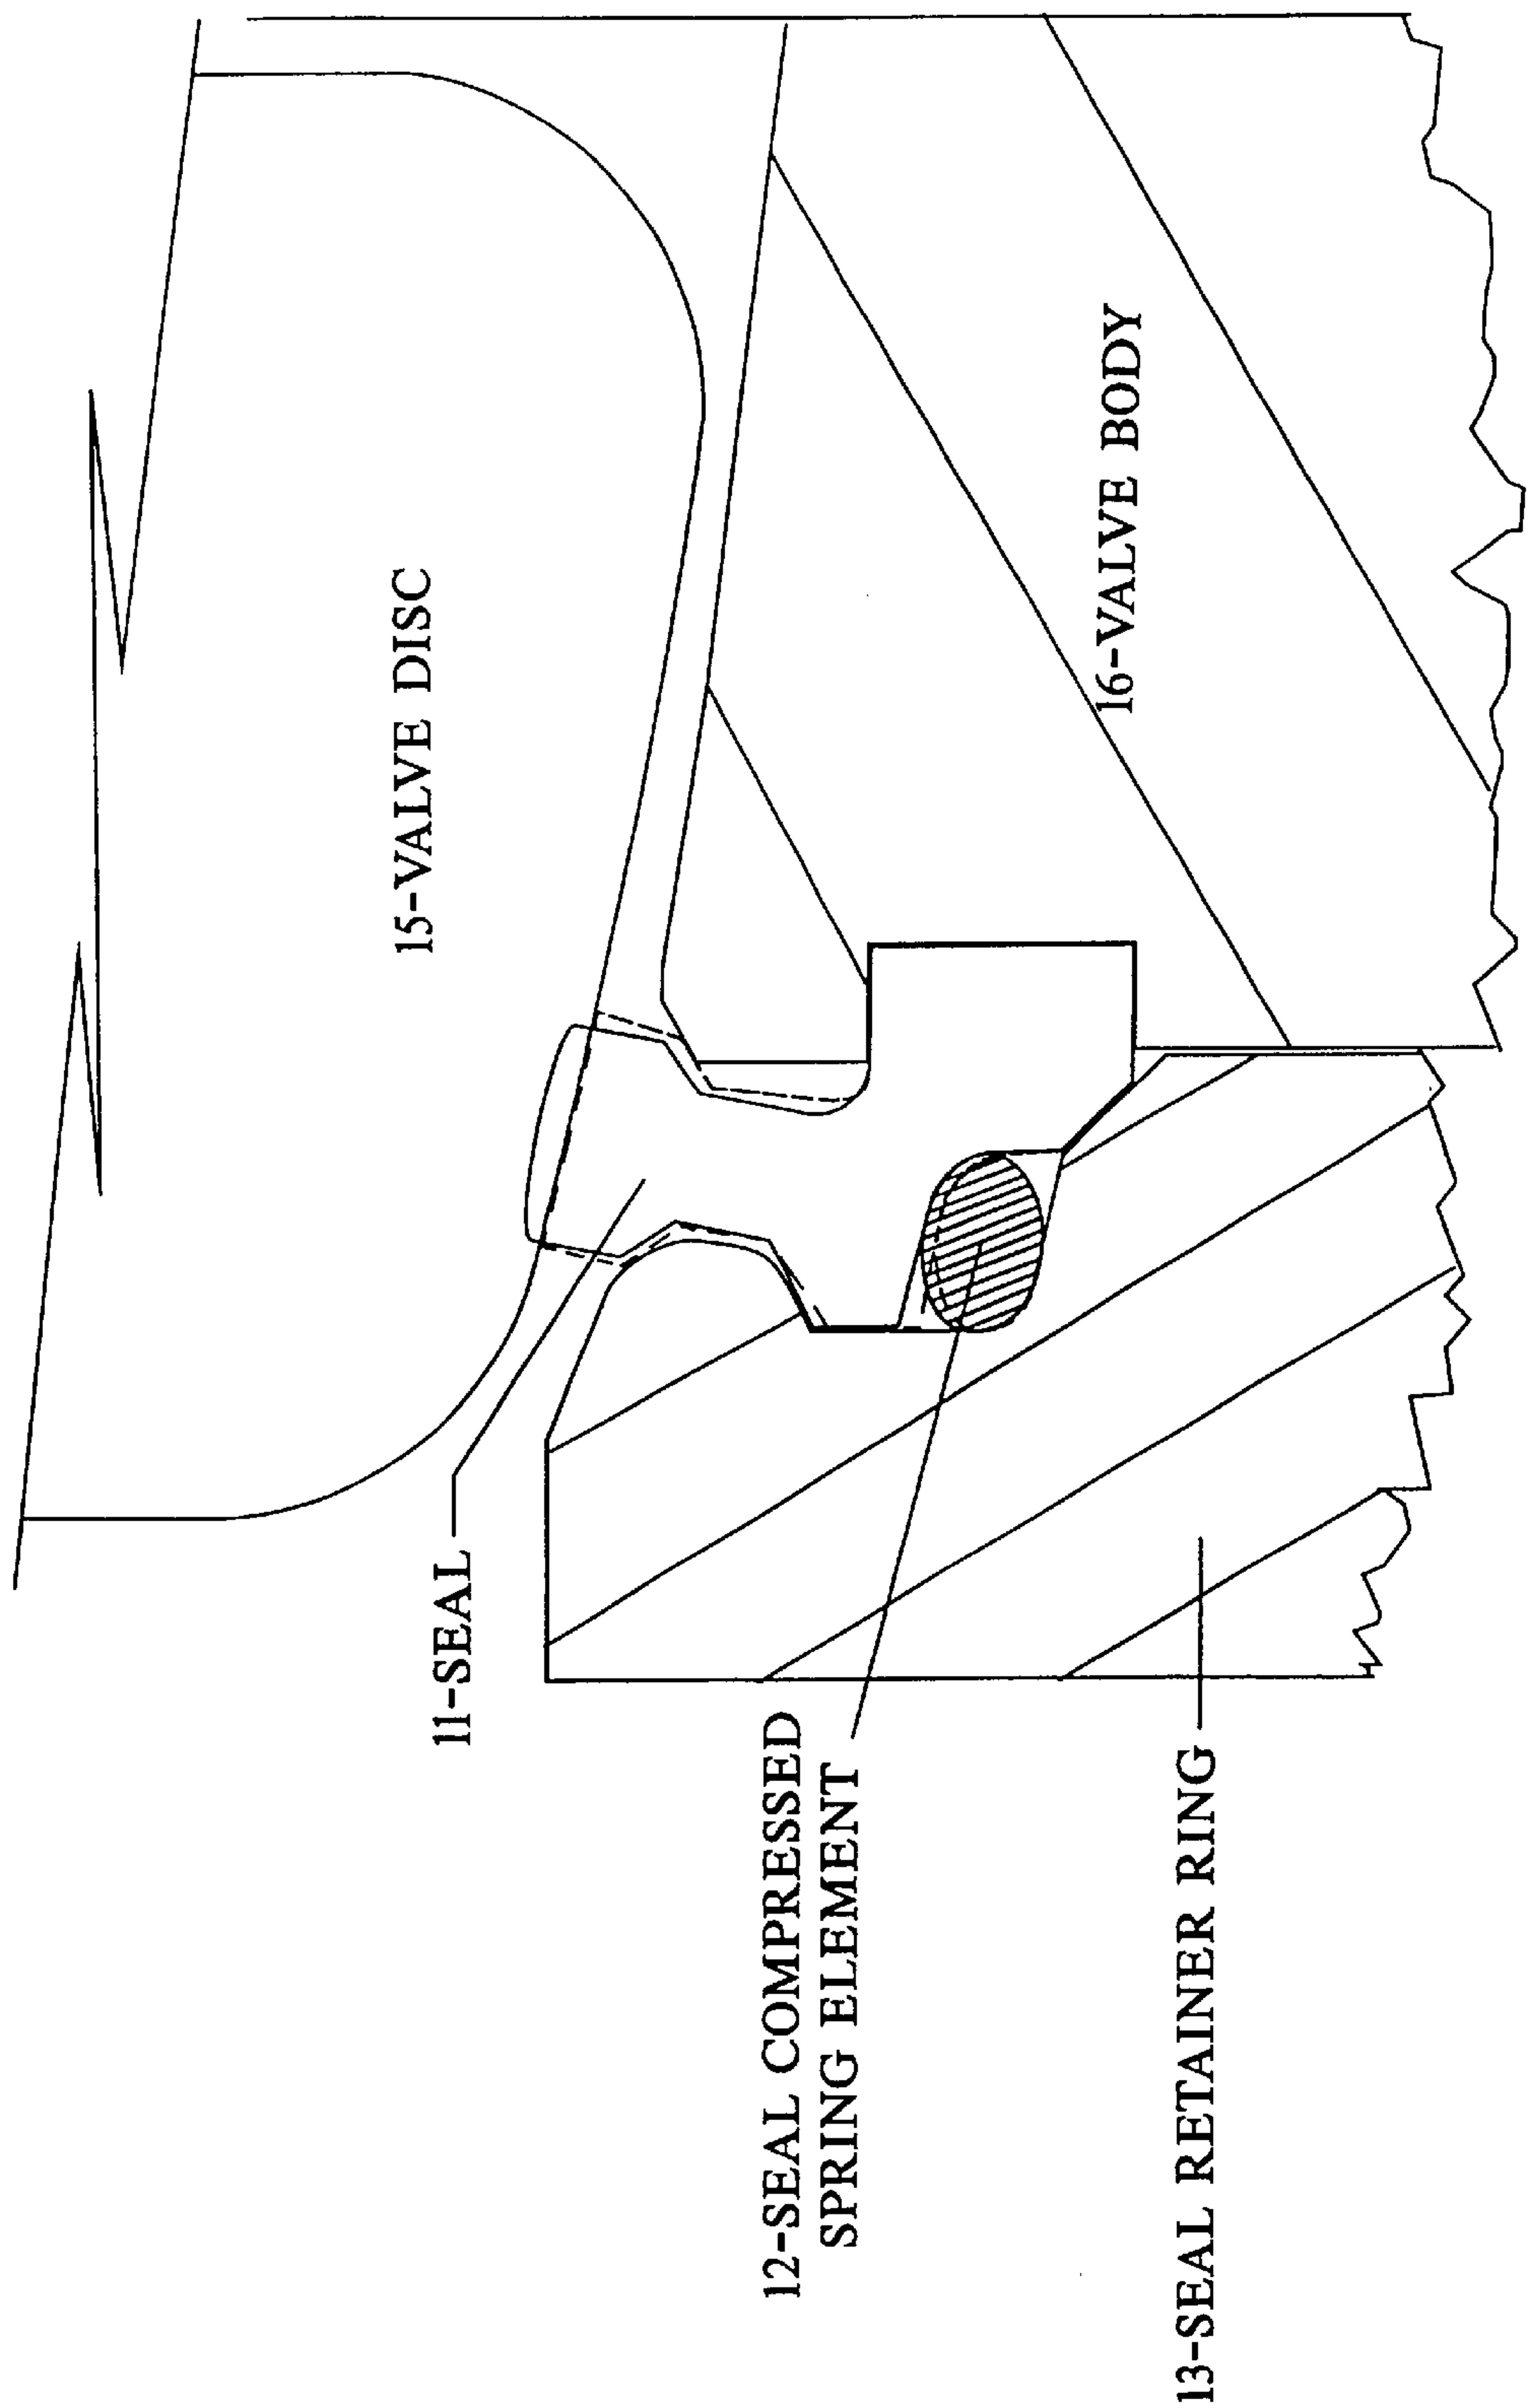 11-SEAL
12-SEAL COMPRESSED
SPRING ELEMENT
13-SEAL RETAINER RING
15-VALVE DISC
16-VALVE BODY